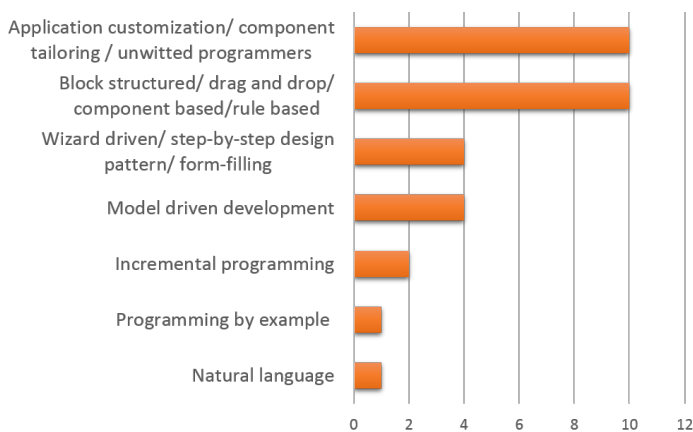 Application customization/ component
tailoring / unwitted programmers
Block structured/ drag and drop/
component based/rule based
Wizard driven/ step-by-step design
pattern/ form-filling
Model driven development
Incremental programming
Programming by example
Natural language
0 2 4 6 8 10 12